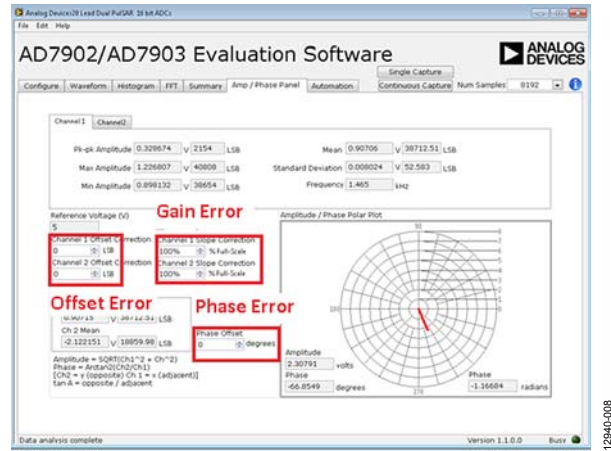 Analog Devices28 Lead Dual PulSAR 16 bit ADCs
File Edit Help
AD7902/AD7903 Evaluation Software
ANALOG DEVICES
Single Capture
Configure Waveform Histogram FFT Summary Amp / Phase Panel Automation Continuous Capture Num Samples 8192
Channel1 Channel2
Pk-pk Amplitude 0.328674 V 2154 LSB Mean 0.90706 V 38712.51 LSB
Max Amplitude 1.226807 V 40808 LSB Standard Deviation 0.008024 V 52.583 LSB
Min Amplitude 0.898132 V 38654 LSB Frequency 1.465 kHz
Reference Voltage (V)
5
Gain Error
Amplitude / Phase Polar Plot
Channel 1 Offset Correction Channel 1 Slope Correction
0 LSB 100% % Full-Scale
Channel 2 Offset Correction Channel 2 Slope Correction
0 LSB 100% % Full-Scale
Offset Error Phase Error
0.90715 V 38712.51 LSB
Ch 2 Mean
-2.122151 V 18859.98 LSB
Phase Offset
0 degrees
Amplitude = SQRT(Ch1^2 + Ch^2)
Phase = Arctan2(Ch2/Ch1)
[Ch2 = y (opposite) Ch 1 = x (adjacent)]
tan A = opposite / adjacent
90
180
270
Amplitude
2.30791 volts
Phase Phase
-66.8549 degrees -1.16684 radians
Data analysis complete Version 1.1.0.0 Busy
12940-008